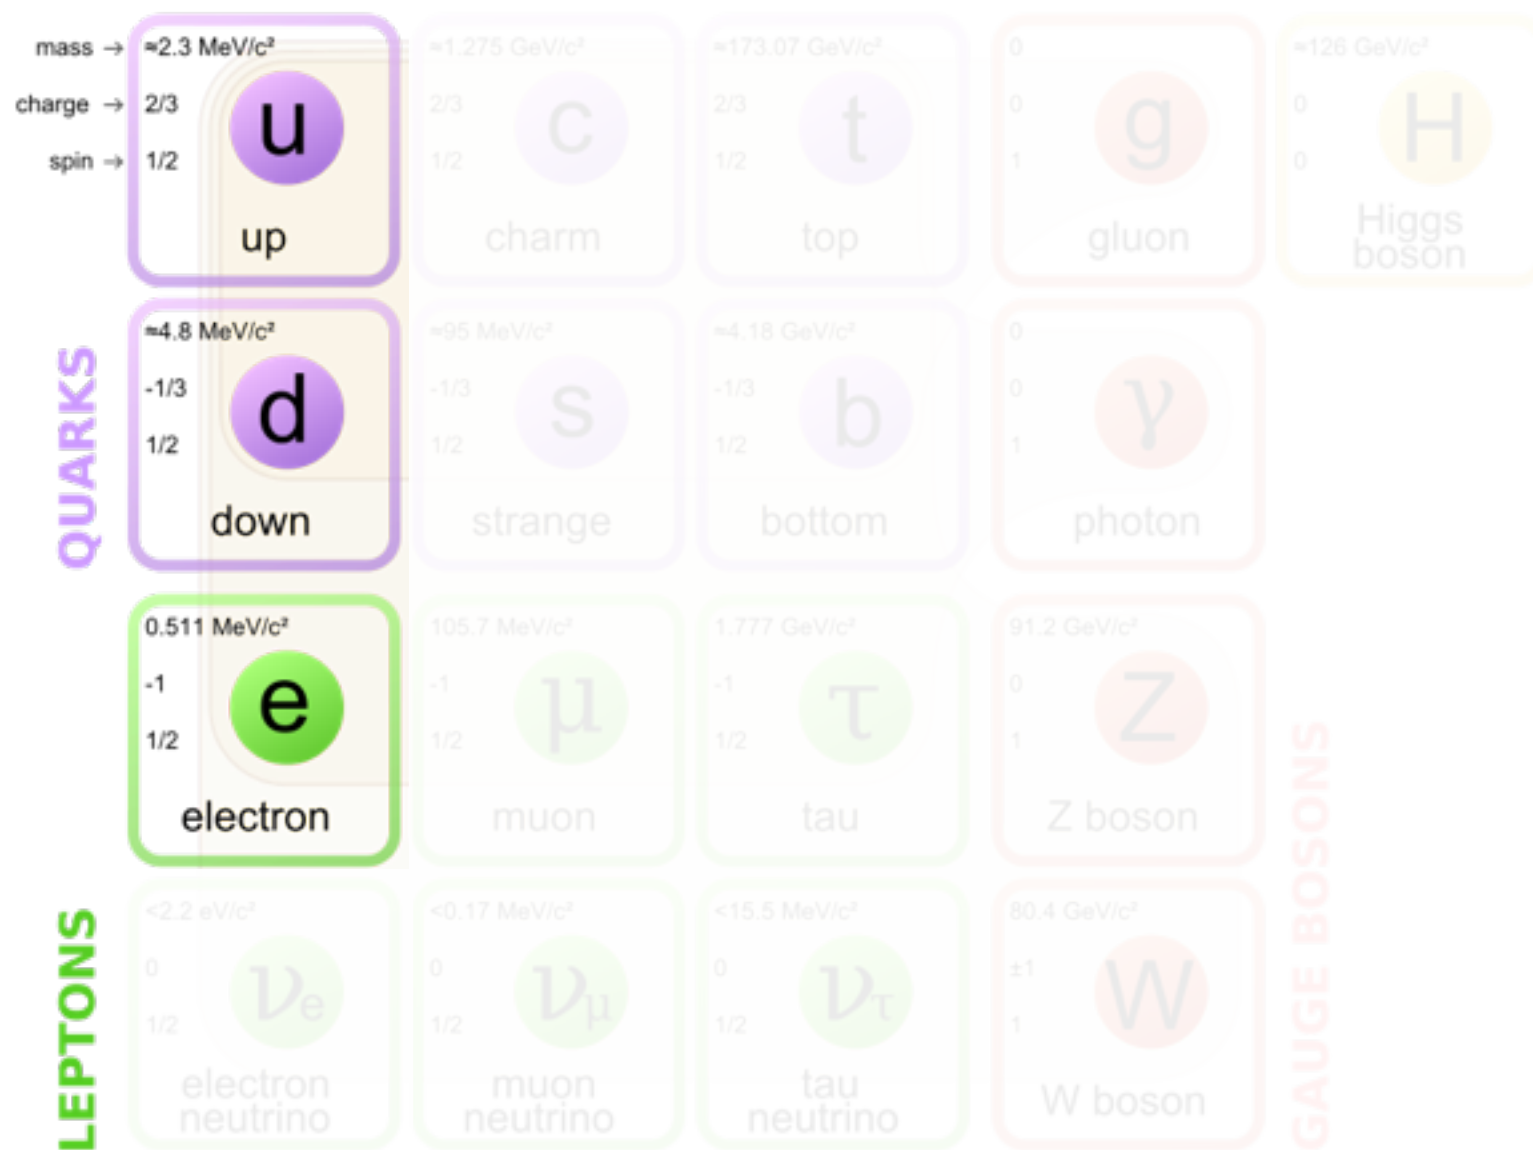 mass → ≈2.3 MeV/c² ≈1.275 GeV/c² ≈173.07 GeV/c² 0 ≈126 GeV/c²
charge → 2/3 2/3 2/3 0 0
u c t g H
spin → 1/2 1/2 1/2 1 0
up charm top gluon Higgs
boson
QUARKS
≈4.8 MeV/c² ≈95 MeV/c² ≈4.18 GeV/c² 0
-1/3 -1/3 -1/3 0
d s b γ
1/2 1/2 1/2 1
down strange bottom photon
0.511 MeV/c² 105.7 MeV/c² 1.777 GeV/c² 91.2 GeV/c²
-1 -1 -1 0
e μ τ Z
1/2 1/2 1/2 1
electron muon tau Z boson
LEPTONS
<2.2 eV/c² <0.17 MeV/c² <15.5 MeV/c² 80.4 GeV/c²
0 0 0 ±1
νe νμ ντ W
1/2 1/2 1/2 1
electron muon tau W boson
neutrino neutrino neutrino
GAUGE BOSONS